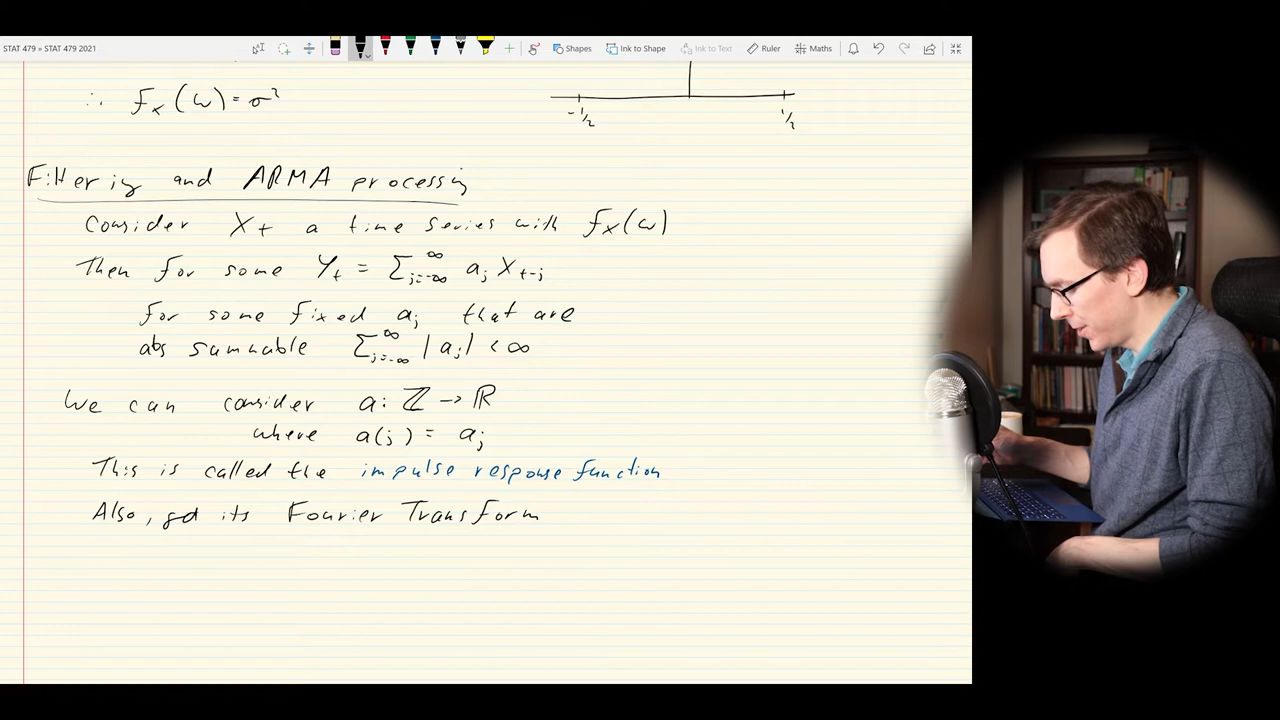 STAT 479 » STAT 479 2021
Shapes Ink to Shape Ink to Text Ruler Maths
∴ fx(ω) = σ²
-1/2 1/2
Filtering and ARMA processing
Consider Xt a time series with fx(ω)
Then for some Yt = ∑_{j=-∞}^{∞} aj Xt-j
for some fixed aj that are
abs summable ∑_{j=-∞}^{∞} |aj| < ∞
We can consider a: ℤ → ℝ
where a(j) = aj
This is called the impulse response function
Also, get its Fourier Transform